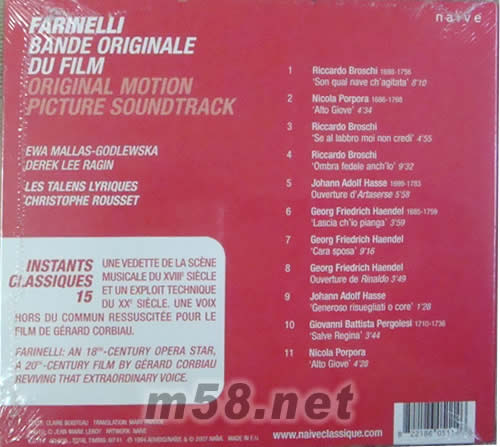 naïve
FARINELLI
BANDE ORIGINALE
DU FILM
ORIGINAL MOTION
PICTURE SOUNDTRACK
EWA MALLAS-GODLEWSKA
DEREK LEE RAGIN
LES TALENS LYRIQUES
CHRISTOPHE ROUSSET
1 Riccardo Broschi 1698-1756
'Son qual nave ch'agitata' 8'10
2 Nicola Porpora 1686-1768
'Alto Giove' 4'34
3 Riccardo Broschi
'Se al labbro moi non credi' 4'55
4 Riccardo Broschi
'Ombra fedele anch'Io' 9'32
5 Johann Adolf Hasse 1699-1783
Ouverture d'Artaserse 5'58
6 Georg Friedrich Haendel 1685-1759
'Lascia ch'io pianga' 3'59
7 Georg Friedrich Haendel
'Cara sposa' 9'16
8 Georg Friedrich Haendel
Ouverture de Rinaldo 3'49
9 Johann Adolf Hasse
'Generoso risuegliati o core' 1'28
10 Giovanni Battista Pergolesi 1710-1736
'Salve Regina' 3'44
11 Nicola Porpora
'Alto Giove' 4'28
INSTANTS
CLASSIQUES
15
UNE VEDETTE DE LA SCÈNE
MUSICALE DU XVIIIᵉ SIÈCLE
ET UN EXPLOIT TECHNIQUE
DU XXᵉ SIÈCLE. UNE VOIX
HORS DU COMMUN RESSUSCITÉE POUR LE
FILM DE GÉRARD CORBIAU.
FARINELLI: AN 18TH-CENTURY OPERA STAR,
A 20TH-CENTURY FILM BY GÉRARD CORBIAU
REVIVING THAT EXTRAORDINARY VOICE.
m58.net
www.naiveclassique.com